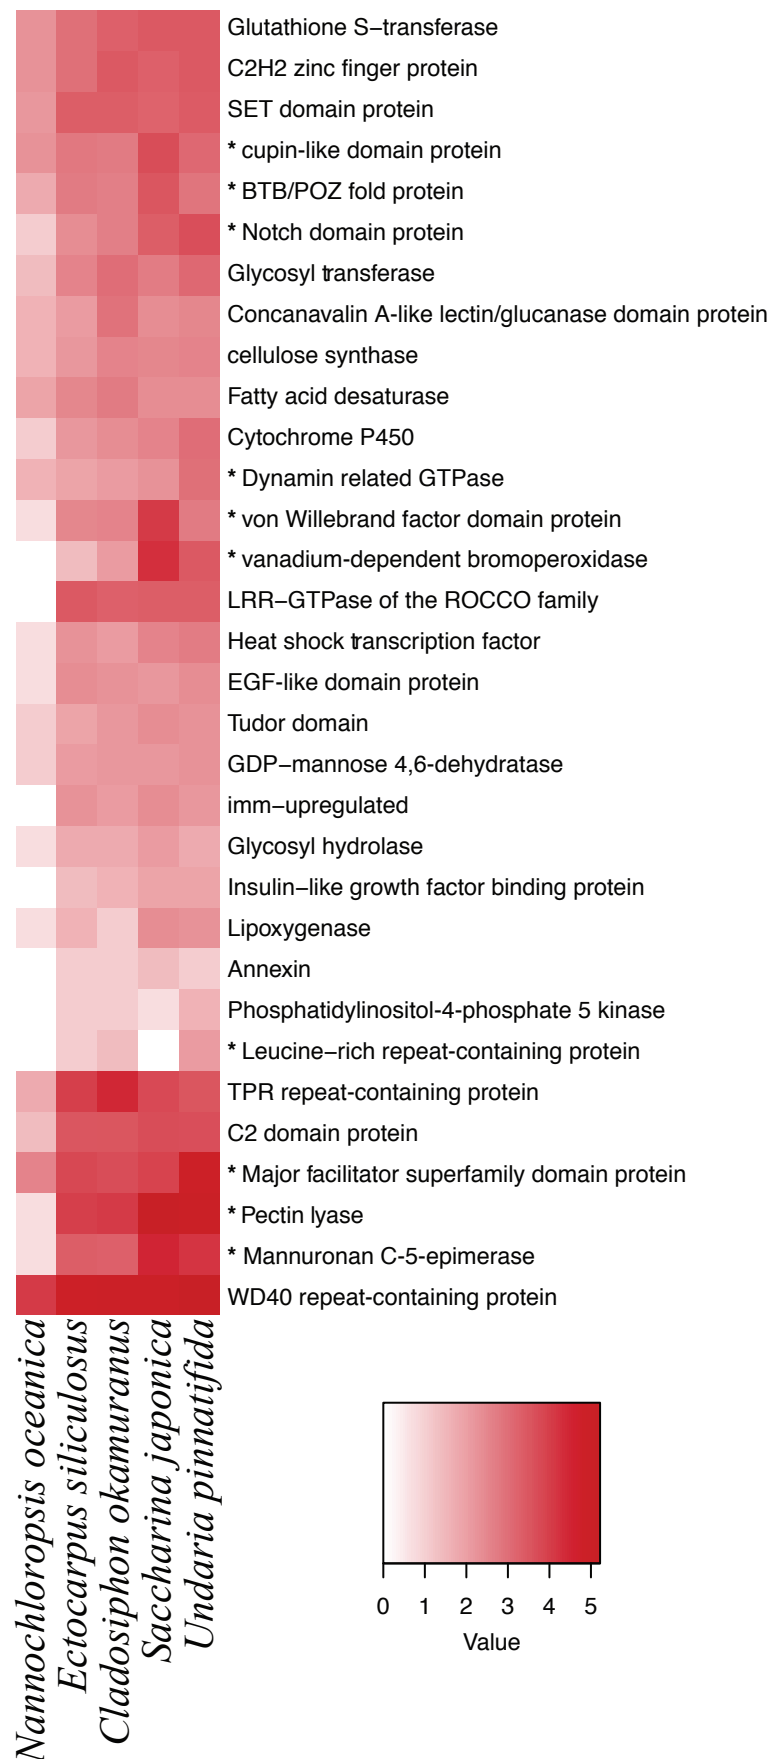 Glutathione S−transferase
C2H2 zinc finger protein
SET domain protein
* cupin-like domain protein
* BTB/POZ fold protein
* Notch domain protein
Glycosyl transferase
Concanavalin A-like lectin/glucanase domain protein
cellulose synthase
Fatty acid desaturase
Cytochrome P450
* Dynamin related GTPase
* von Willebrand factor domain protein
* vanadium-dependent bromoperoxidase
LRR−GTPase of the ROCCO family
Heat shock transcription factor
EGF-like domain protein
Tudor domain
GDP−mannose 4,6-dehydratase
imm−upregulated
Glycosyl hydrolase
Insulin−like growth factor binding protein
Lipoxygenase
Annexin
Phosphatidylinositol-4-phosphate 5 kinase
* Leucine−rich repeat-containing protein
TPR repeat-containing protein
C2 domain protein
* Major facilitator superfamily domain protein
* Pectin lyase
* Mannuronan C-5-epimerase
WD40 repeat-containing protein
Nannochloropsis oceanica
Ectocarpus siliculosus
Cladosiphon okamuranus
Saccharina japonica
Undaria pinnatifida
0 1 2 3 4 5
Value